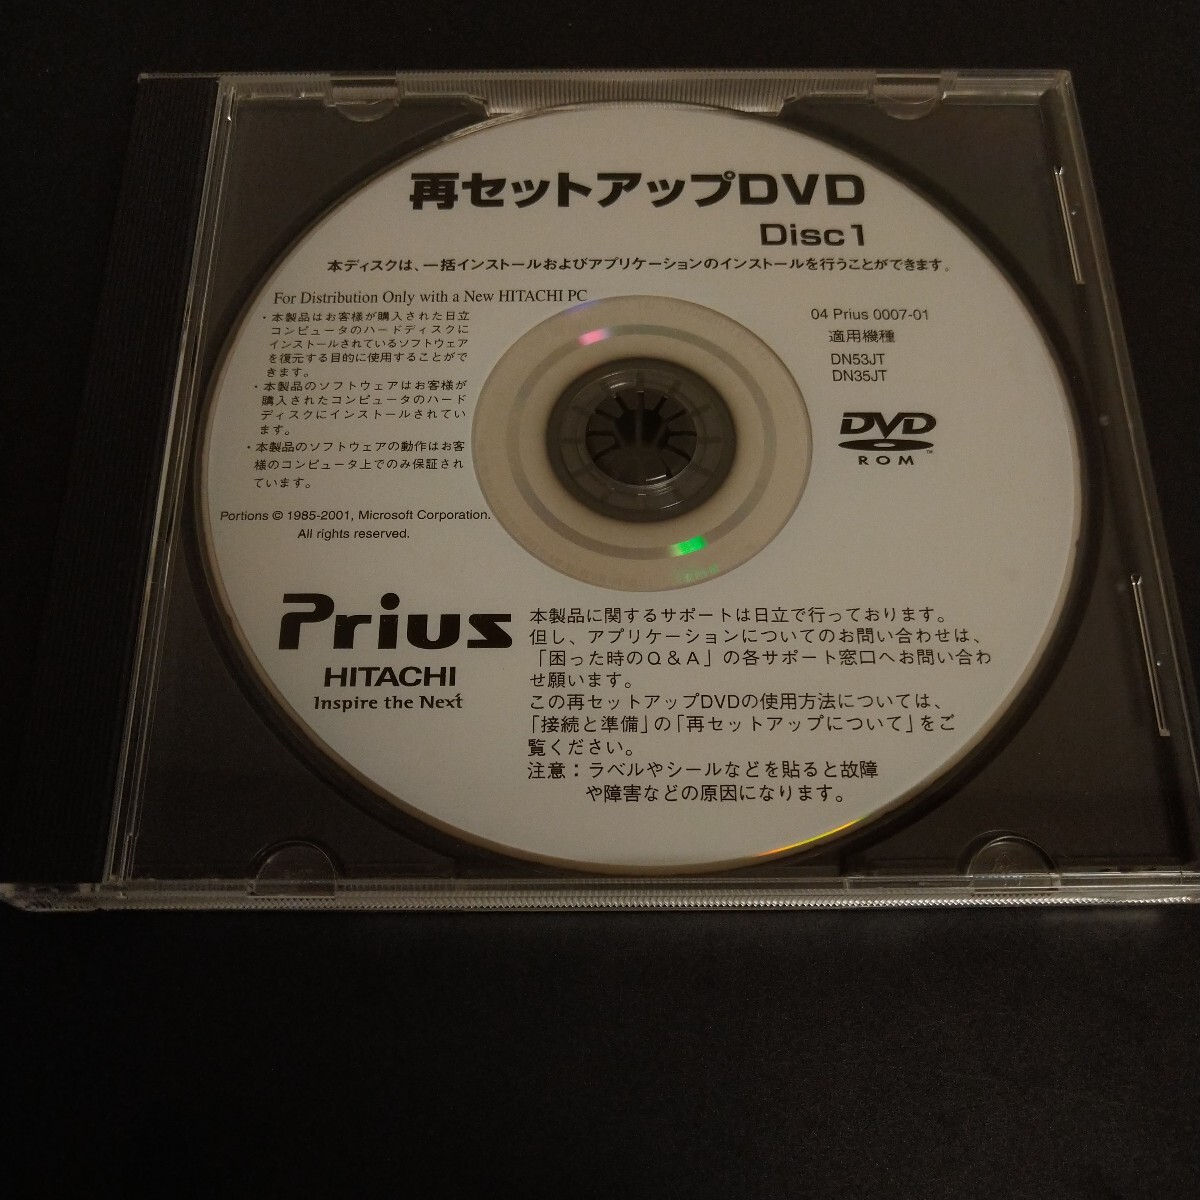 再セットアップDVD
Disc1
本ディスクは、一括インストールおよびアプリケーションのインストールを行うことができます。
For Distribution Only with a New HITACHI PC
・本製品はお客様が購入された日立
コンピュータのハードディスクに
インストールされているソフトウェア
を復元する目的に使用することがで
きます。
・本製品のソフトウェアはお客様が
購入されたコンピュータのハード
ディスクにインストールされてい
ます。
・本製品のソフトウェアの動作はお客
様のコンピュータ上でのみ保証され
ています。
Portions © 1985-2001, Microsoft Corporation.
All rights reserved.
04 Prius 0007-01
適用機種
DN53JT
DN35JT
DVD
ROM
TM
Prius
HITACHI
Inspire the Next
本製品に関するサポートは日立で行っております。
但し、アプリケーションについてのお問い合わせは、
「困った時のQ＆A」の各サポート窓口へお問い合わ
せ願います。
この再セットアップDVDの使用方法については、
「接続と準備」の「再セットアップについて」をご
覧ください。
注意：ラベルやシールなどを貼ると故障
や障害などの原因になります。